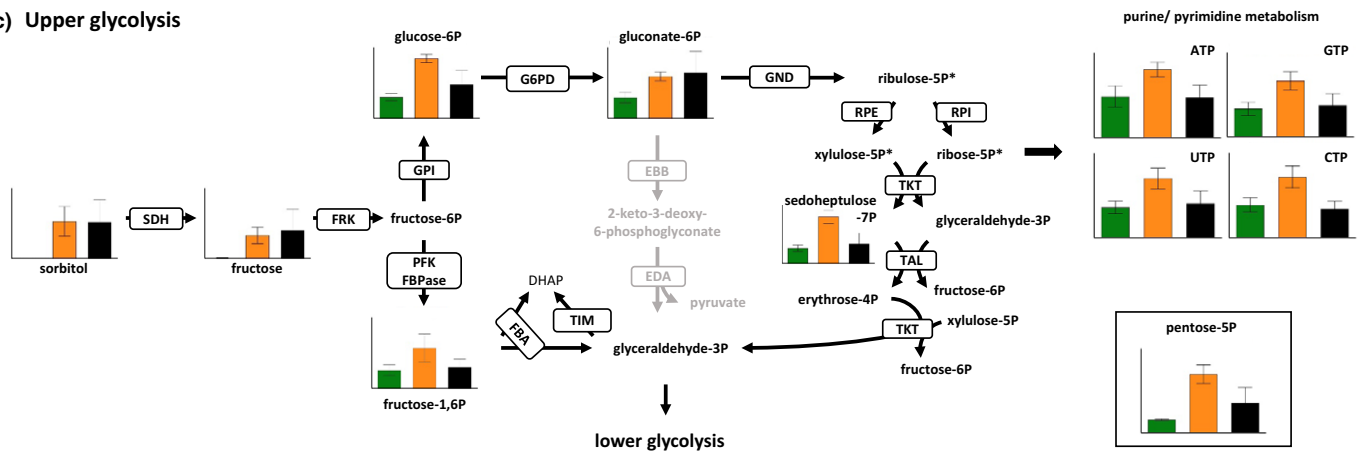 c) Upper glycolysis
purine/ pyrimidine metabolism
glucose-6P
gluconate-6P
ATP
GTP
G6PD
GND
ribulose-5P*
RPE
RPI
GPI
EBB
xylulose-5P*
ribose-5P*
UTP
CTP
TKT
SDH
FRK
fructose-6P
2-keto-3-deoxy-
6-phosphoglyconate
sedoheptulose
-7P
glyceraldehyde-3P
sorbitol
fructose
PFK
FBPase
DHAP
EDA
TAL
pyruvate
erythrose-4P
fructose-6P
FBA
TIM
xylulose-5P
TKT
pentose-5P
glyceraldehyde-3P
fructose-6P
fructose-1,6P
lower glycolysis